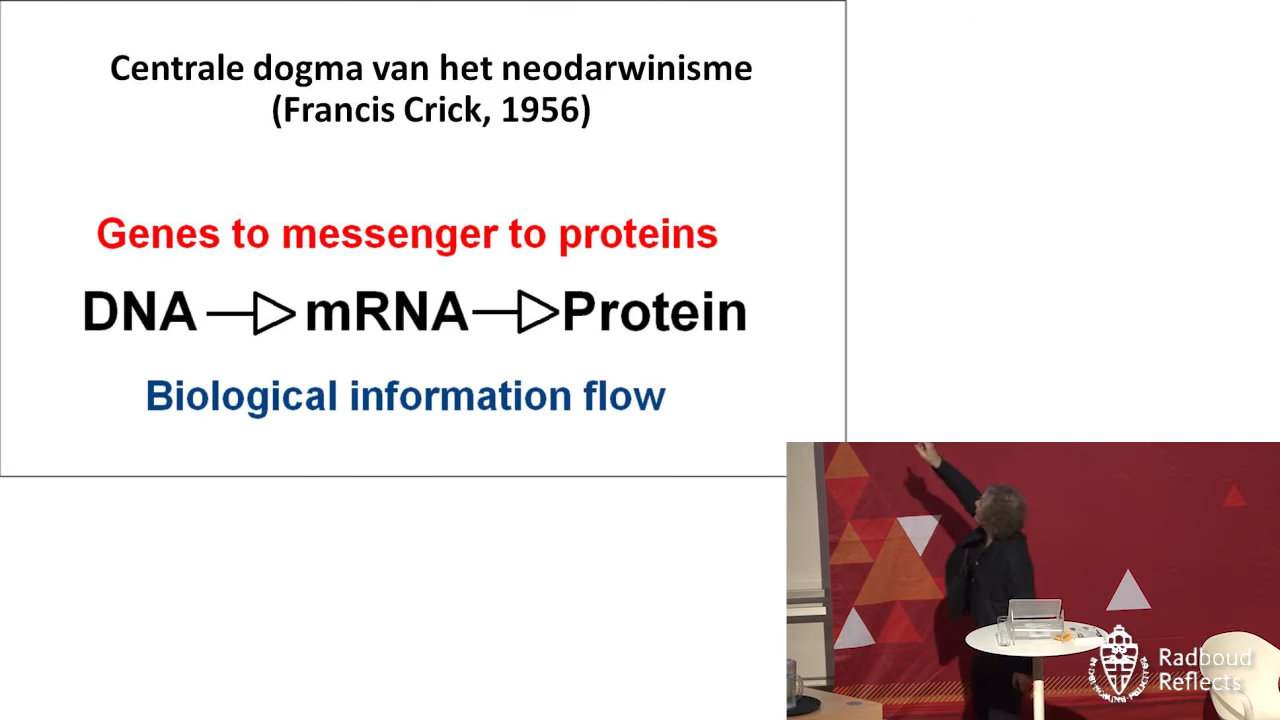 Centrale dogma van het neodarwinisme
(Francis Crick, 1956)
Genes to messenger to proteins
DNA mRNA Protein
Biological information flow
Radboud
Reflects